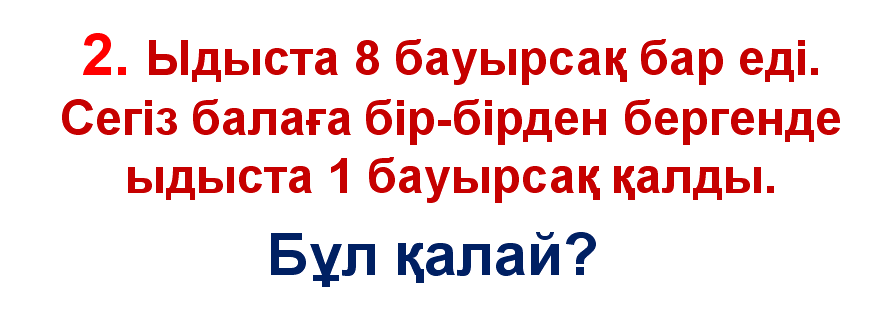 2. Ыдыста 8 бауырсақ бар еді.
Сегіз балаға бір-бірден бергенде
ыдыста 1 бауырсақ қалды.
Бұл қалай?